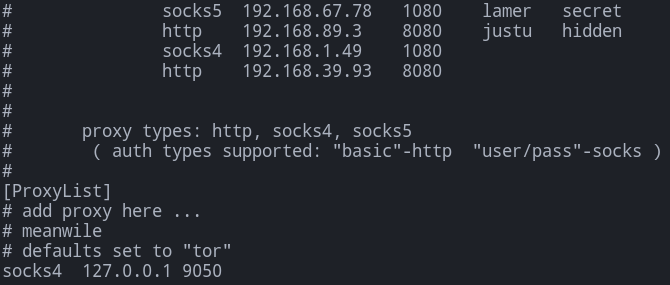 #               socks5  192.168.67.78   1080    lamer   secret
#               http    192.168.89.3    8080    justu   hidden
#               socks4  192.168.1.49    1080
#               http    192.168.39.93   8080
#
#
#       proxy types: http, socks4, socks5
#        ( auth types supported: "basic"-http  "user/pass"-socks )
#
[ProxyList]
# add proxy here ...
# meanwile
# defaults set to "tor"
socks4  127.0.0.1 9050